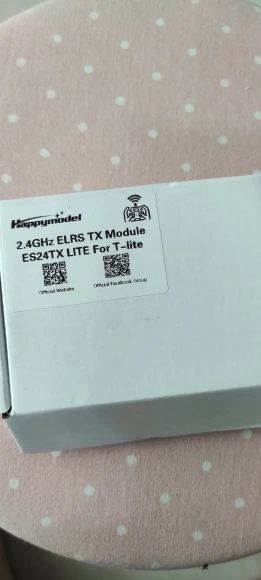 Happymodel
2.4GHz ELRS TX Module
ES24TX LITE For T-lite
Official Website
Official Facebook Group